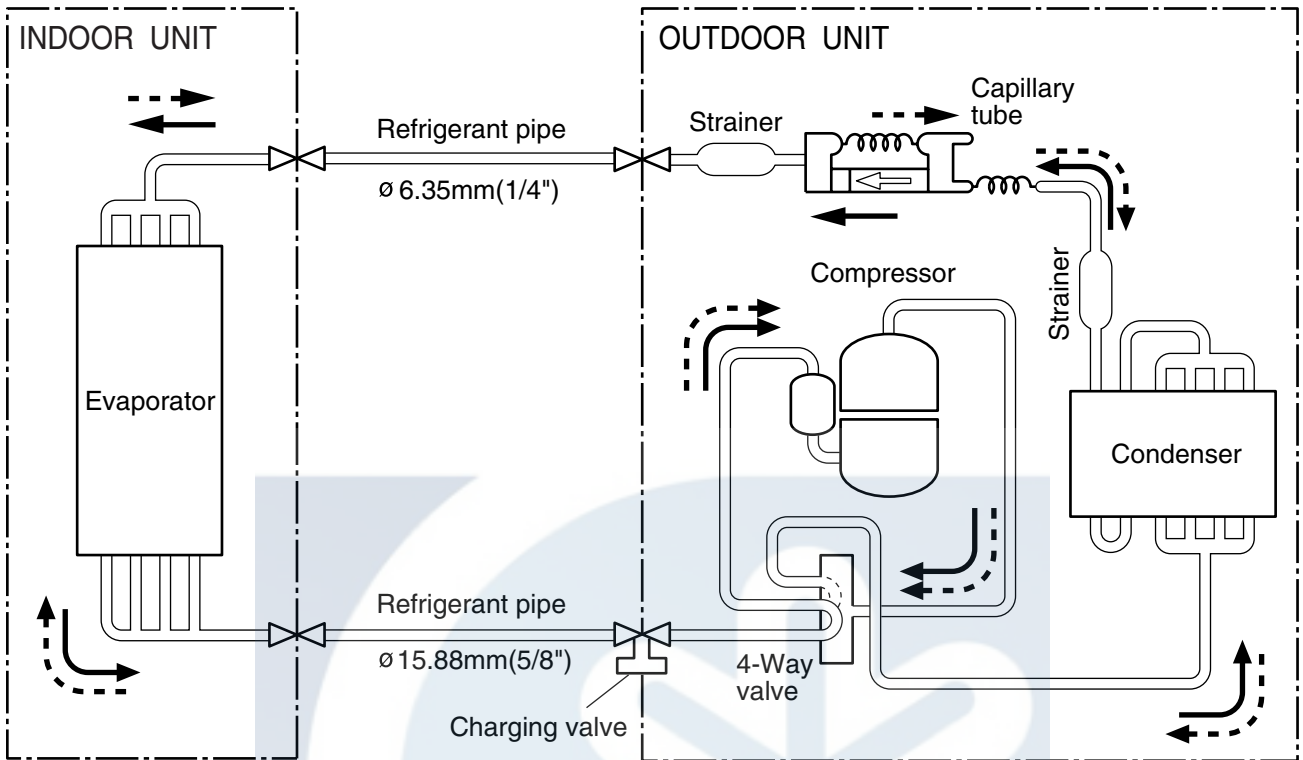 INDOOR UNIT
OUTDOOR UNIT
Capillary
tube
Strainer
Refrigerant pipe
ø 6.35mm(1/4")
Compressor
Strainer
Evaporator
Condenser
Refrigerant pipe
ø 15.88mm(5/8")
4-Way
valve
Charging valve